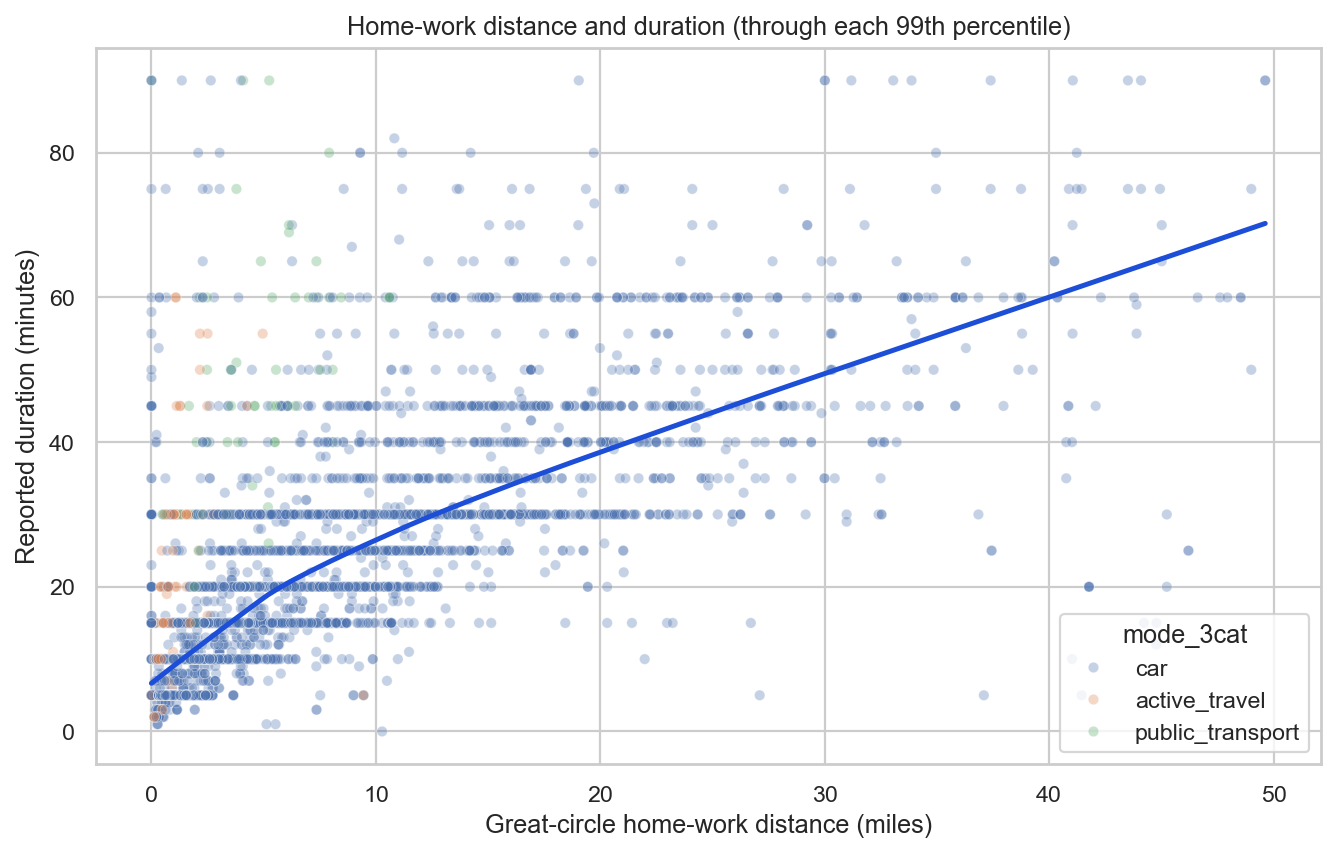 Home-work distance and duration (through each 99th percentile)
Reported duration (minutes)
80
60
40
20
0
0 10 20 30 40 50
Great-circle home-work distance (miles)
mode_3cat
car
active_travel
public_transport